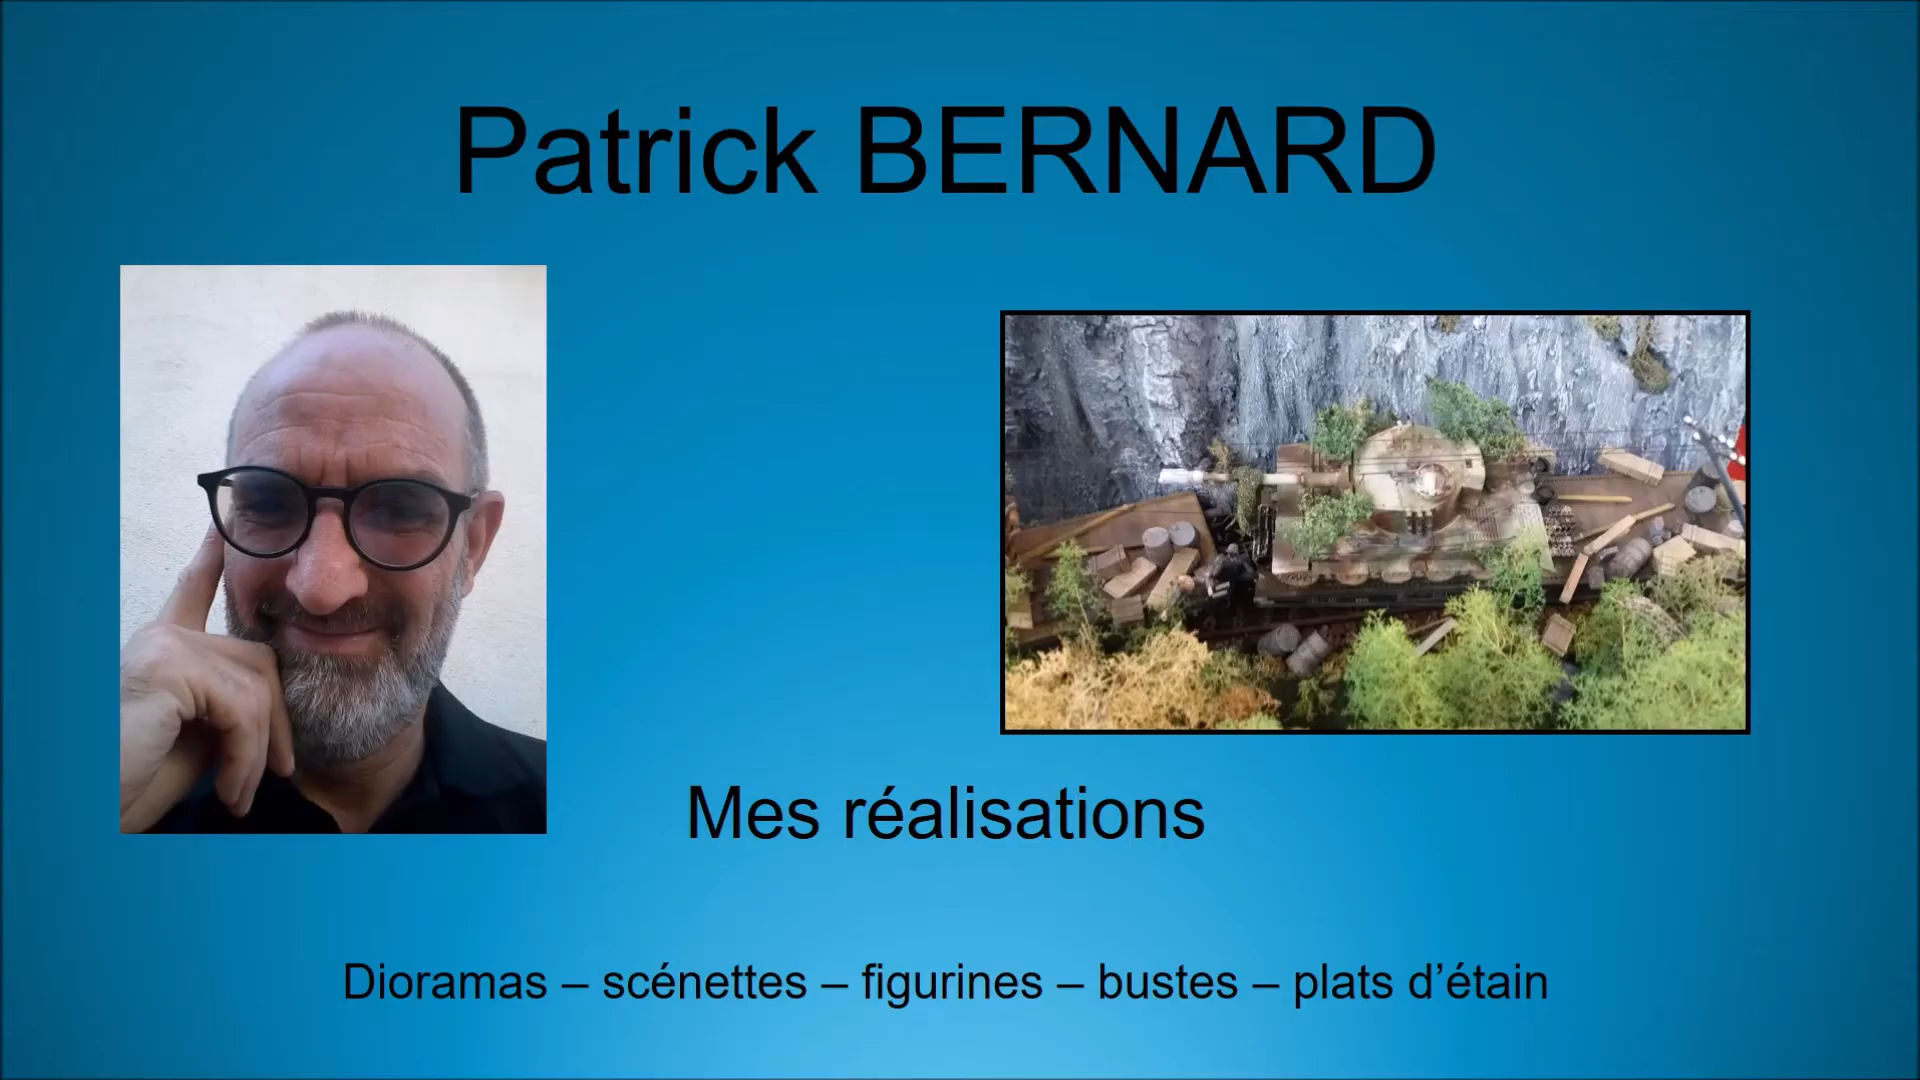 Patrick BERNARD
Mes réalisations
Dioramas – scénettes – figurines – bustes – plats d’étain